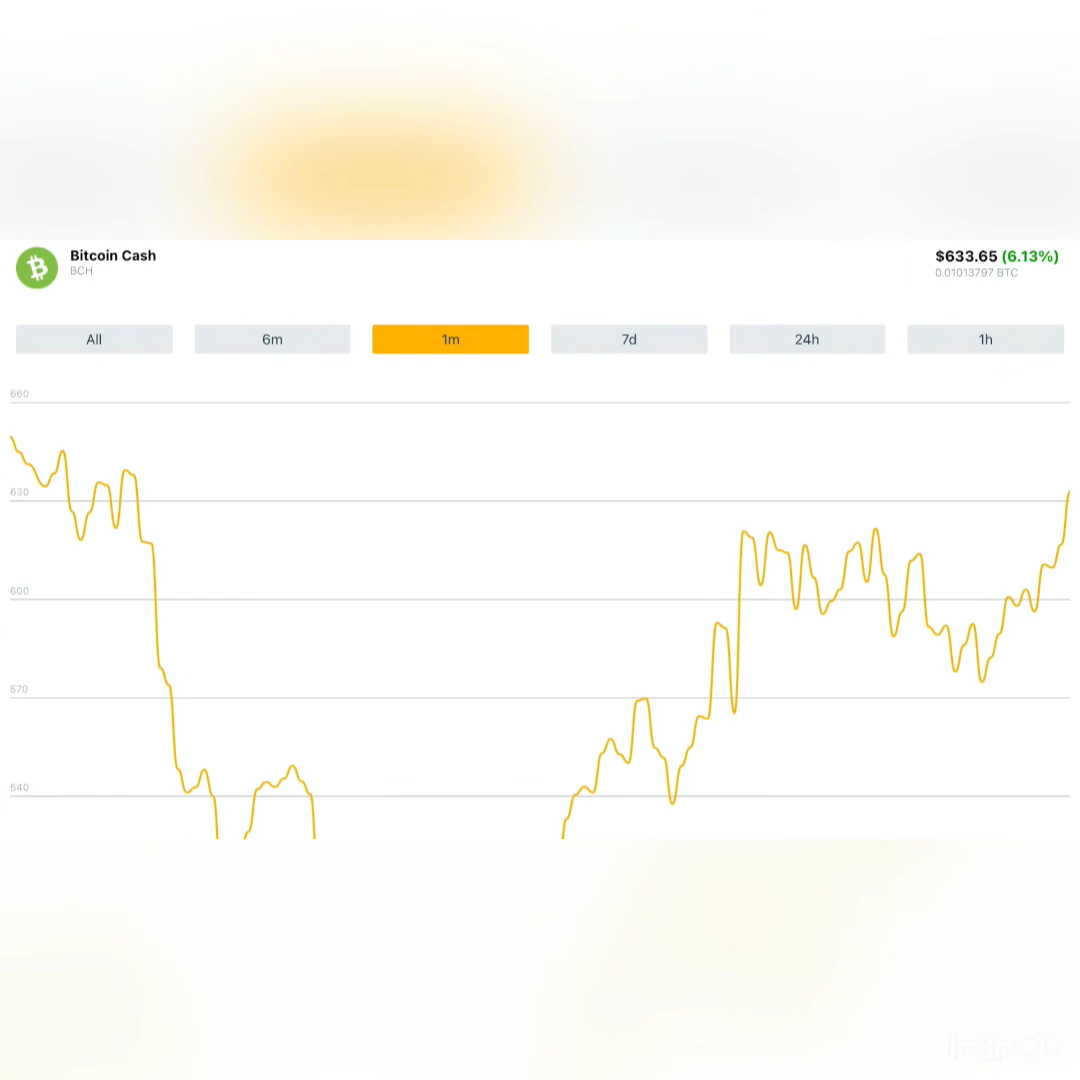 Bitcoin Cash
BCH
$633.65 (6.13%)
0.01013797 BTC
All
6m
1m
7d
24h
1h
660
630
600
570
540